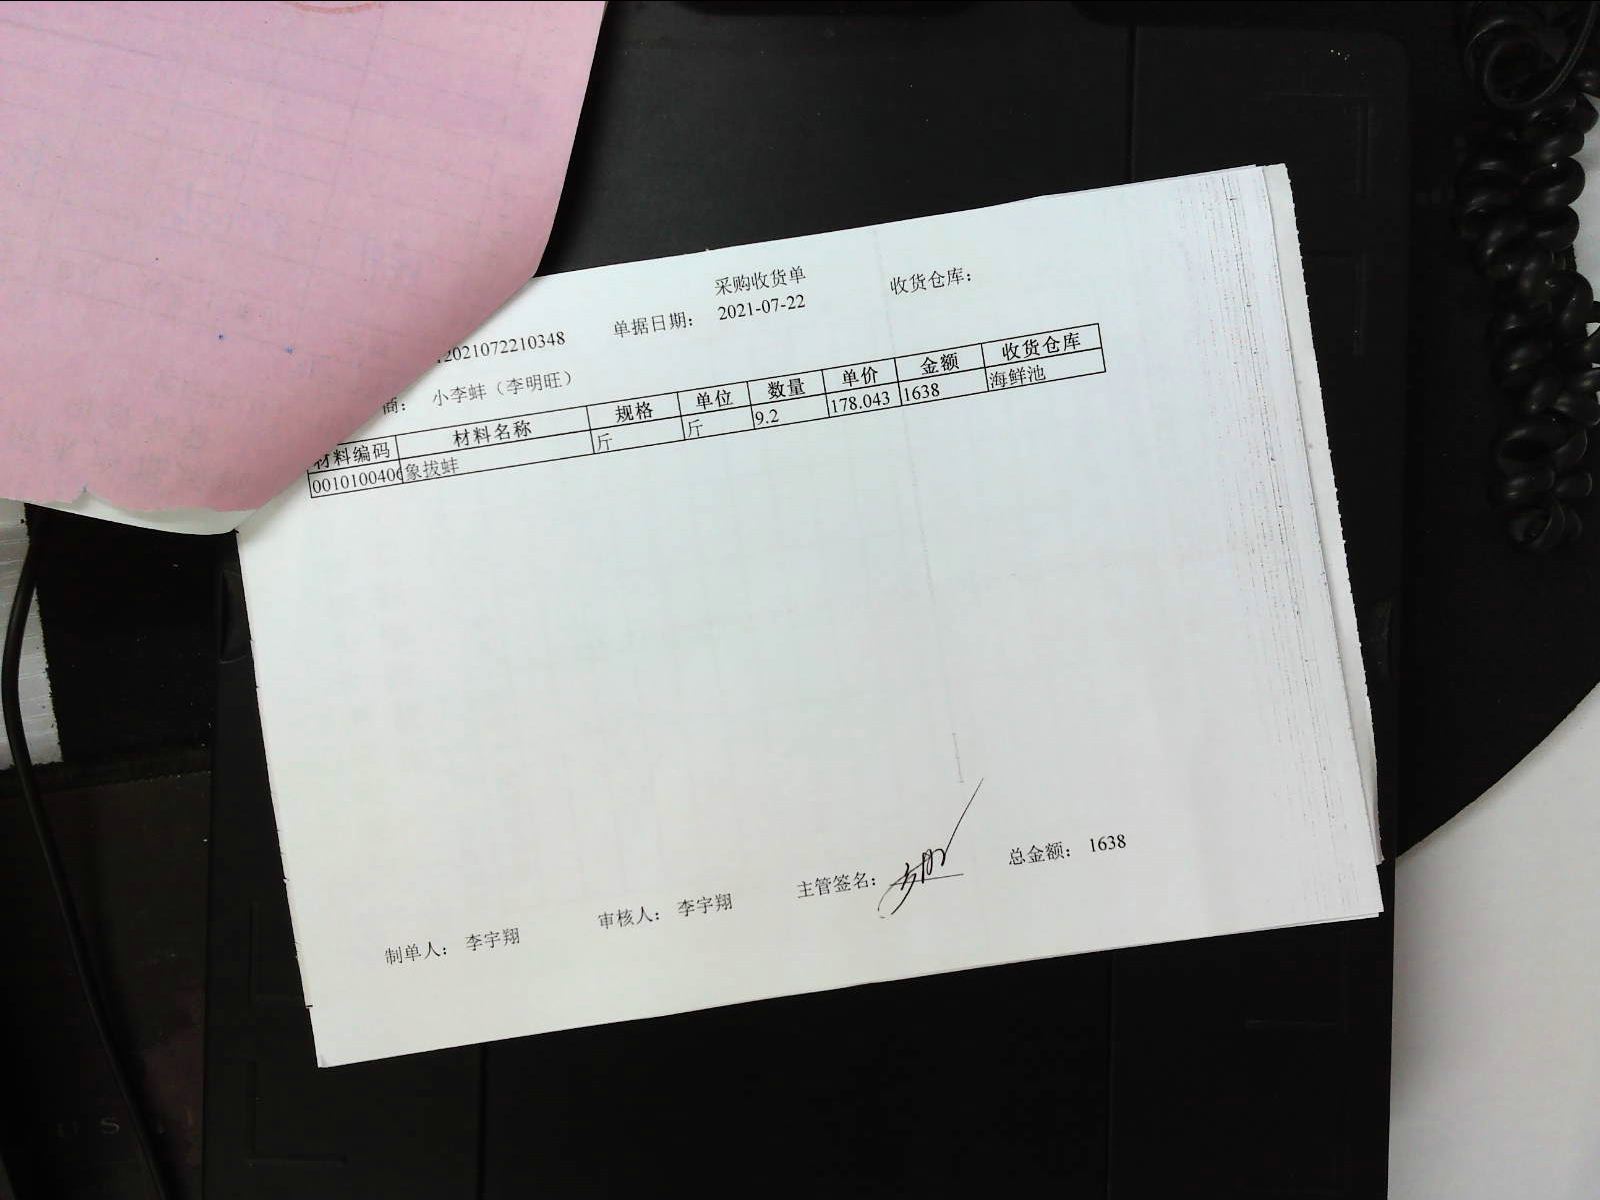 采购收货单
2021072210348 单据日期： 2021-07-22 收货仓库：
商： 小李蚌（李明旺）
材料编码 材料名称 规格 单位 数量 单价 金额 收货仓库
0010100406 象拔蚌 斤 斤 9.2 178.043 1638 海鲜池
制单人： 李宇翔 审核人： 李宇翔 主管签名： 总金额： 1638